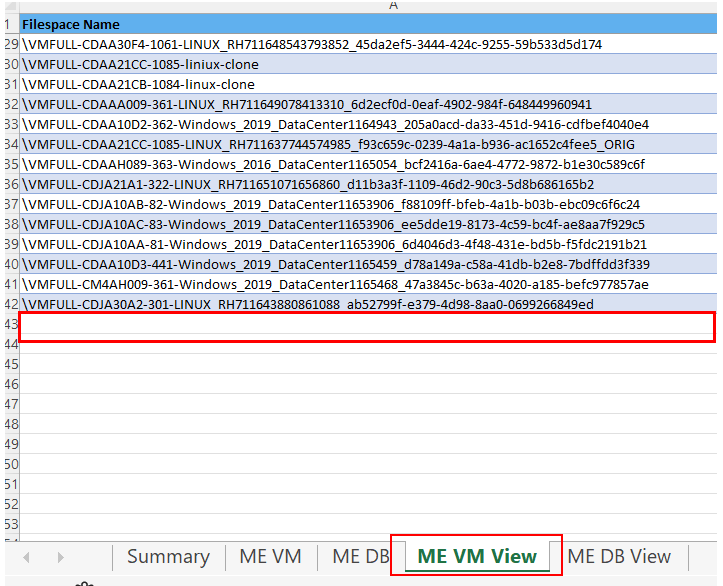 A
1 Filespace Name
29 \VMFULL-CDAA30F4-1061-LINUX_RH711648543793852_45da2ef5-3444-424c-9255-59b533d5d174
30 \VMFULL-CDAA21CC-1085-liniux-clone
31 \VMFULL-CDAA21CB-1084-linux-clone
32 \VMFULL-CDAAA009-361-LINUX_RH711649078413310_6d2ecf0d-0eaf-4902-984f-648449960941
33 \VMFULL-CDAA10D2-362-Windows_2019_DataCenter1164943_205a0acd-da33-451d-9416-cdfbef4040e4
34 \VMFULL-CDAA21CC-1085-LINUX_RH711637744574985_f93c659c-0239-4a1a-b936-ac1652c4fee5_ORIG
35 \VMFULL-CDAAH089-363-Windows_2016_DataCenter1165054_bcf2416a-6ae4-4772-9872-b1e30c589c6f
36 \VMFULL-CDJA21A1-322-LINUX_RH711651071656860_d11b3a3f-1109-46d2-90c3-5d8b686165b2
37 \VMFULL-CDJA10AB-82-Windows_2019_DataCenter11653906_f88109ff-bfeb-4a1b-b03b-ebc09c6f6c24
38 \VMFULL-CDJA10AC-83-Windows_2019_DataCenter11653906_ee5dde19-8173-4c59-bc4f-ae8aa7f929c5
39 \VMFULL-CDJA10AA-81-Windows_2019_DataCenter11653906_6d4046d3-4f48-431e-bd5b-f5fdc2191b21
40 \VMFULL-CDAA10D3-441-Windows_2019_DataCenter1165459_d78a149a-c58a-41db-b2e8-7bdffdd3f339
41 \VMFULL-CM4AH009-361-Windows_2019_DataCenter1165468_47a3845c-b63a-4020-a185-befc977857ae
42 \VMFULL-CDJA30A2-301-LINUX_RH711643880861088_ab52799f-e379-4d98-8aa0-0699266849ed
43
44
45
46
47
48
49
50
51
52
53
Summary ME VM ME DB ME VM View ME DB View